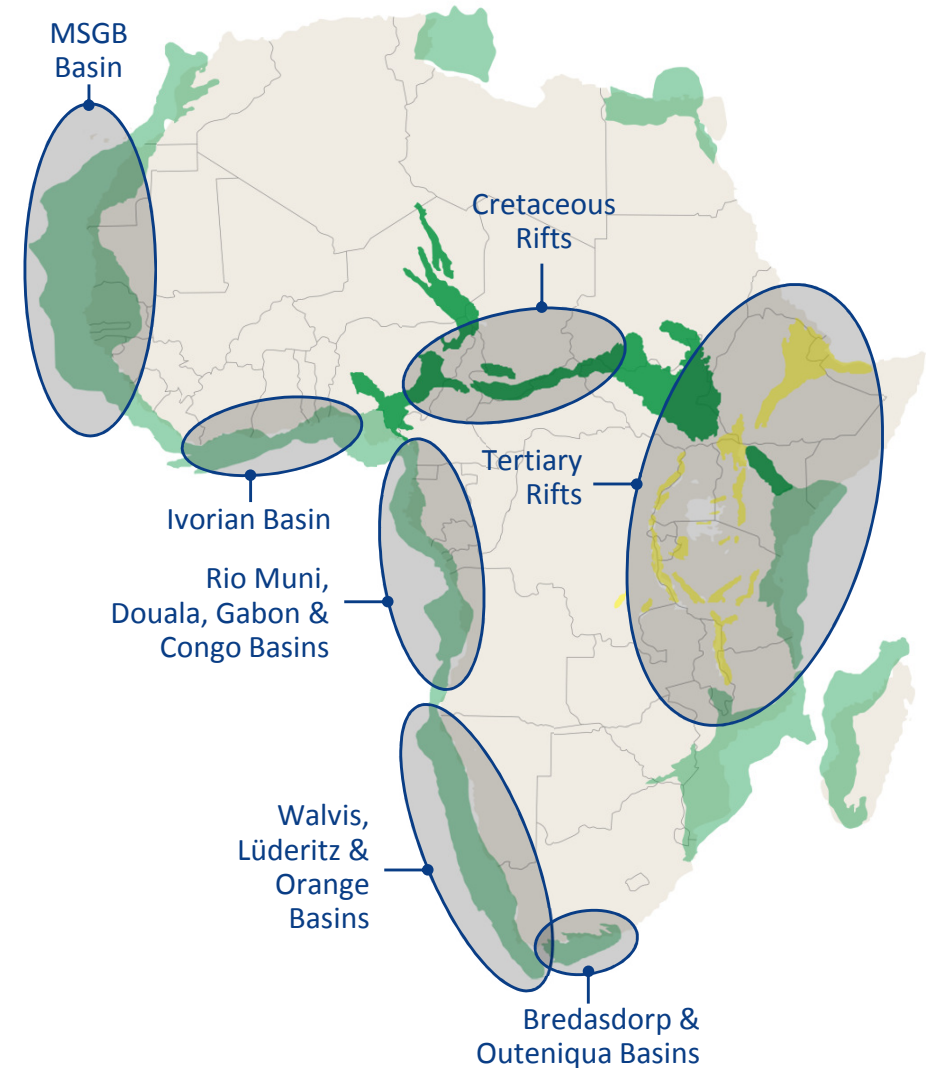 MSGB
Basin
Cretaceous
Rifts
Tertiary
Rifts
Ivorian Basin
Rio Muni,
Douala, Gabon &
Congo Basins
Walvis,
Lüderitz &
Orange
Basins
Bredasdorp &
Outeniqua Basins